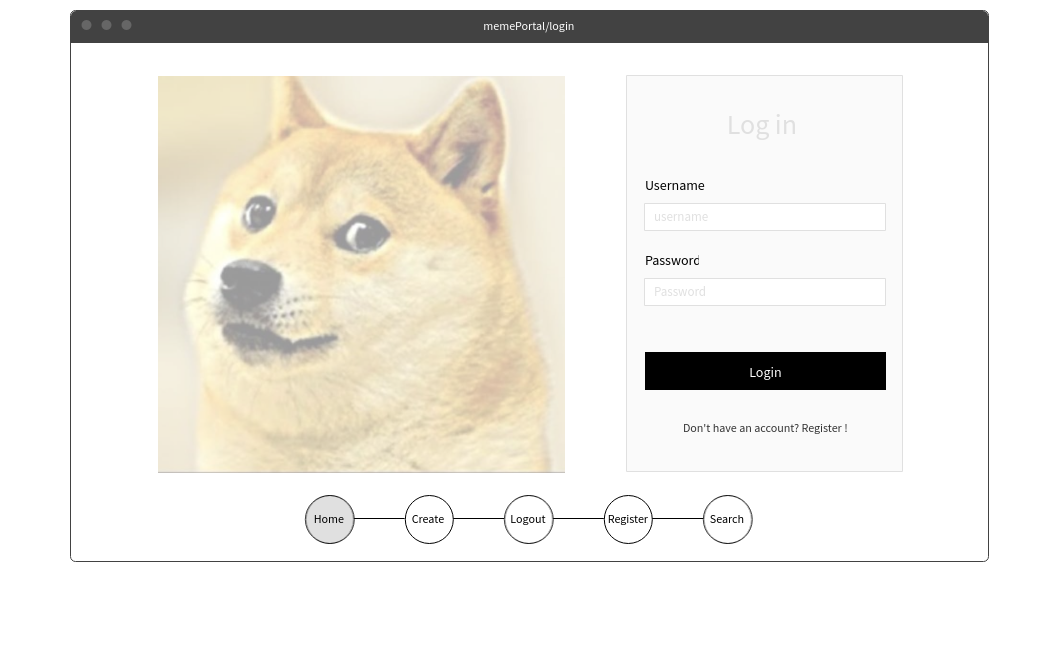 memePortal/login
Log in
Username
username
Password
Password
Login
Don't have an account? Register !
Home
Create
Logout
Register
Search